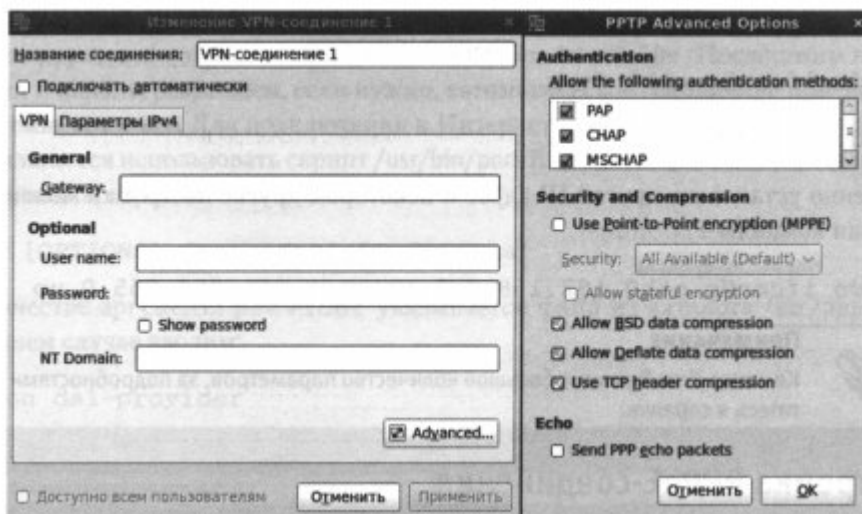 Изменение VPN-соединение 1
Название соединения: VPN-соединение 1
Подключать автоматически
VPN Параметры IPv4
General
Gateway:
Optional
User name:
Password:
Show password
NT Domain:
Advanced...
Доступно всем пользователям
Отменить Применить
PPTP Advanced Options
Authentication
Allow the following authentication methods:
PAP
CHAP
MSCHAP
Security and Compression
Use Point-to-Point encryption (MPPE)
Security: All Available (Default)
Allow stateful encryption
Allow BSD data compression
Allow Deflate data compression
Use TCP header compression
Echo
Send PPP echo packets
Отменить OK